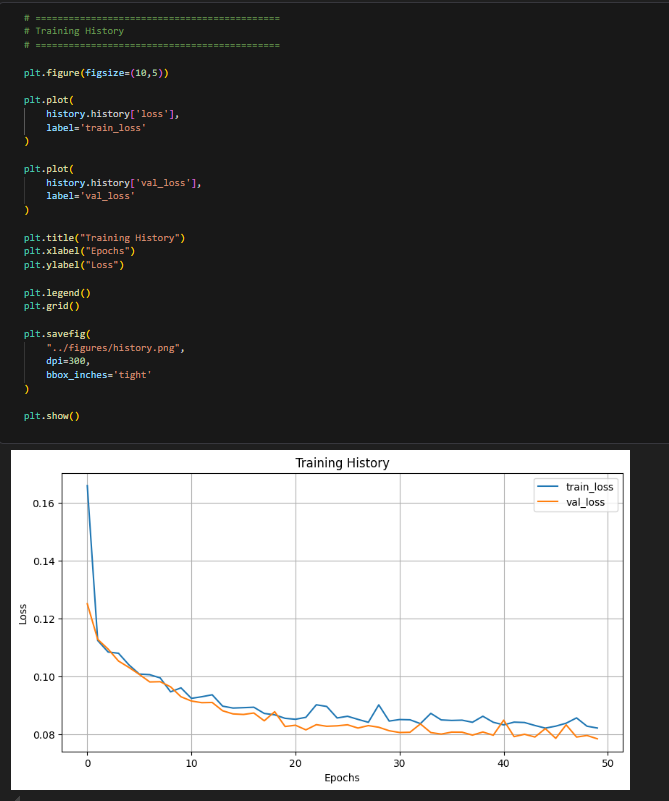 # ==========================================
# Training History
# ==========================================
plt.figure(figsize=(10,5))
plt.plot(
    history.history['loss'],
    label='train_loss'
)
plt.plot(
    history.history['val_loss'],
    label='val_loss'
)
plt.title("Training History")
plt.xlabel("Epochs")
plt.ylabel("Loss")
plt.legend()
plt.grid()
plt.savefig(
    "../figures/history.png",
    dpi=300,
    bbox_inches='tight'
)
plt.show()
Training History
train_loss
val_loss
0.16
0.14
0.12
0.10
0.08
Loss
0 10 20 30 40 50
Epochs